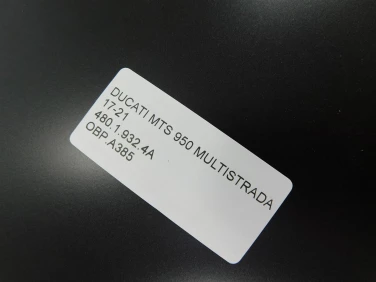 DUCATI MTS 950 MULTISTRADA
17-21
480.1.932.4A
OBP.A385